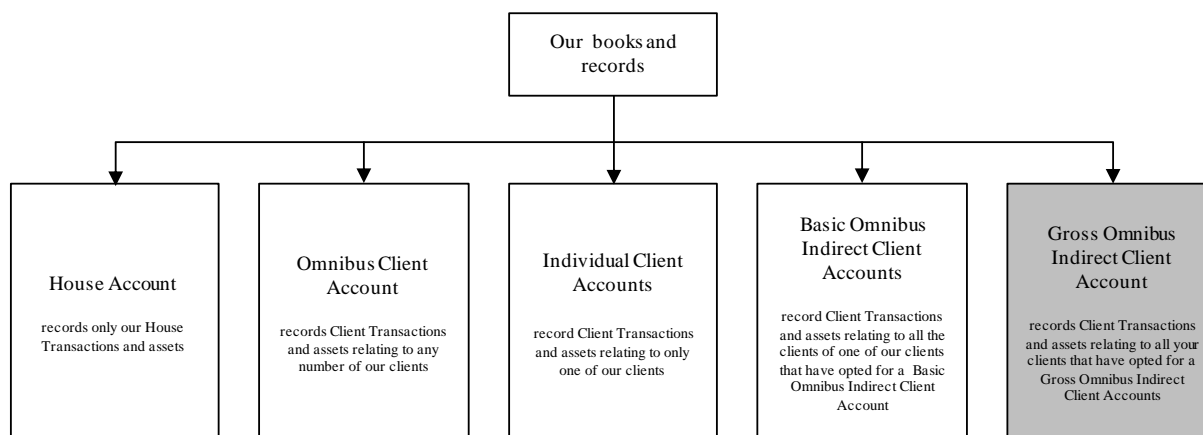 Our books and
records
House Account
records only our House
Transactions and assets
Omnibus Client
Account
records Client Transactions
and assets relating to any
number of our clients
Individual Client
Accounts
record Client Transactions
and assets relating to only
one of our clients
Basic Omnibus
Indirect Client
Accounts
record Client Transactions
and assets relating to all the
clients of one of our clients
that have opted for a Basic
Omnibus Indirect Client
Account
Gross Omnibus
Indirect Client
Account
records Client Transactions
and assets relating to all your
clients that have opted for a
Gross Omnibus Indirect
Client Accounts